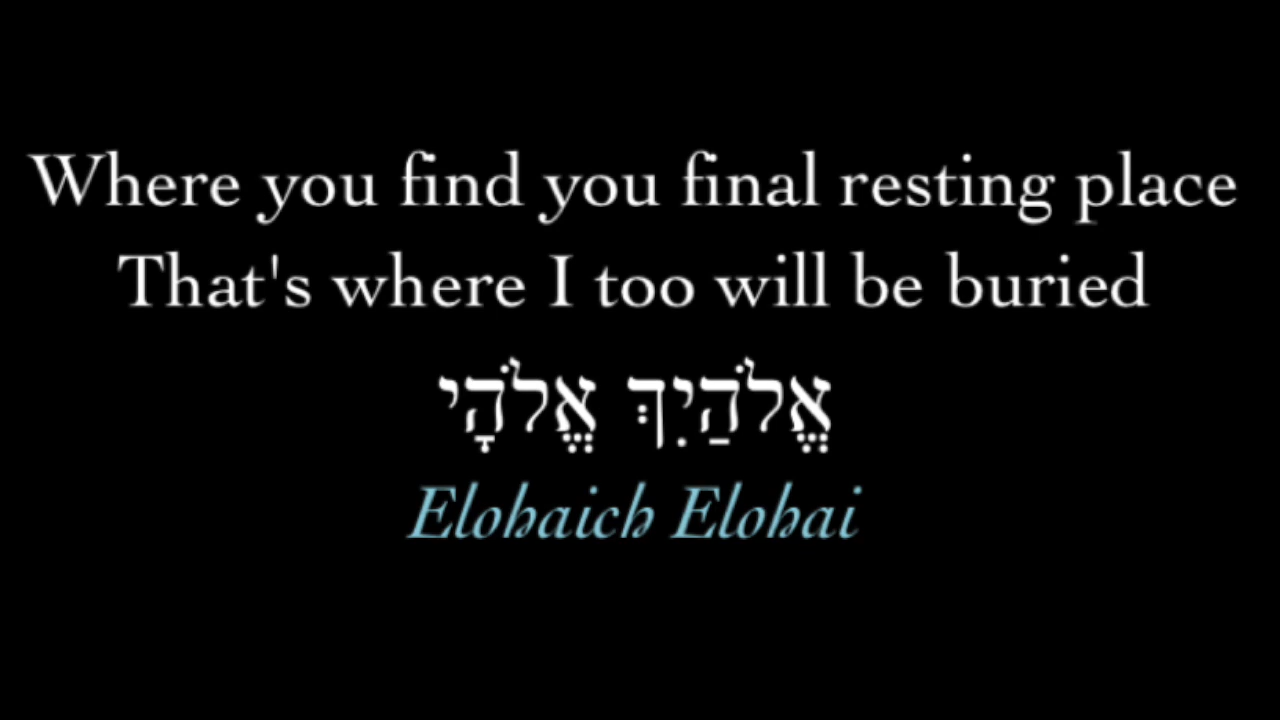 Where you find you final resting place
That's where I too will be buried
אֱלֹהַיִךְ אֱלֹהָי
Elohaich Elohai